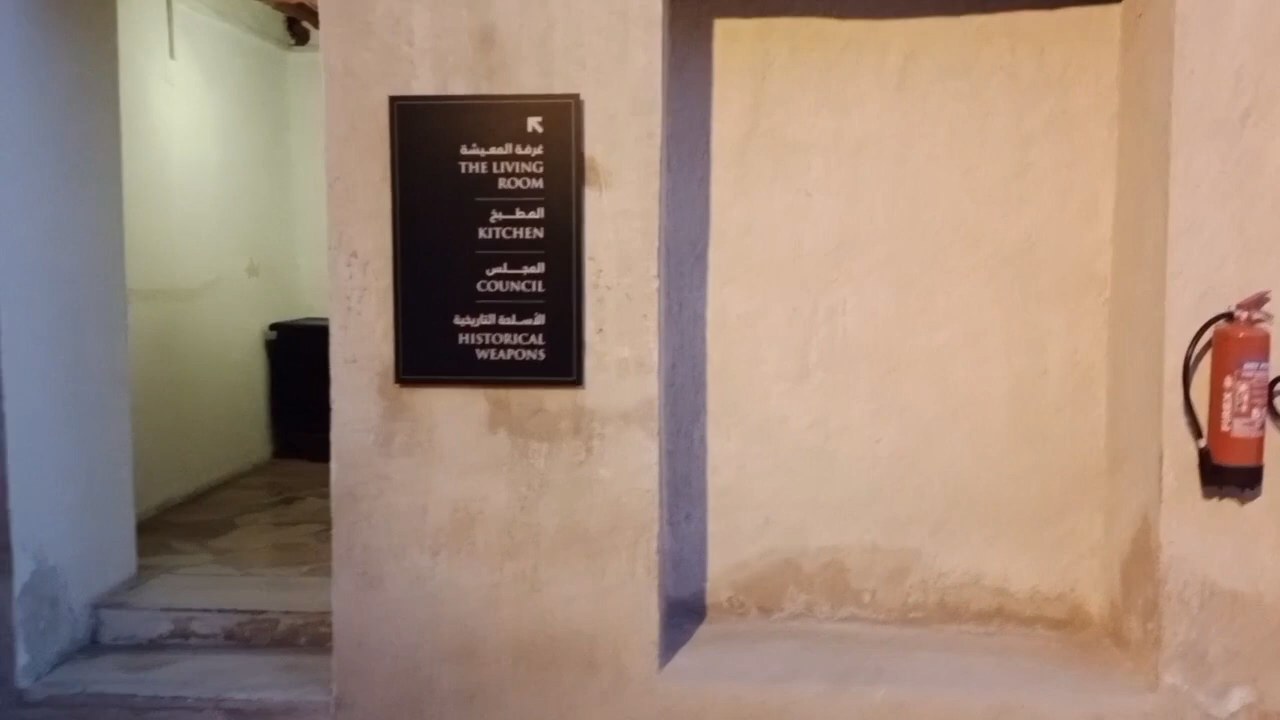 غرفة المعيشة
THE LIVING
ROOM
المطبخ
KITCHEN
المجلس
COUNCIL
الأسلحة التاريخية
HISTORICAL
WEAPONS